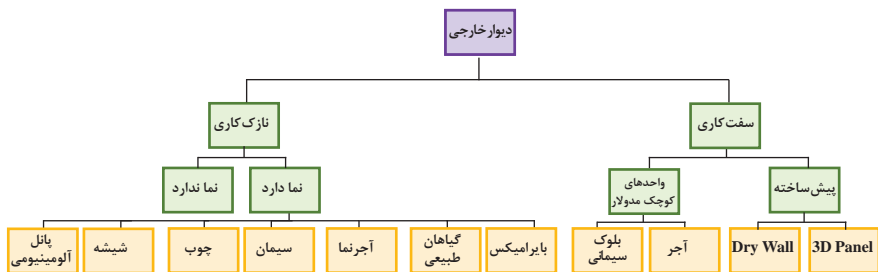 دیوار خارجی
سفت‌کاری
نازک‌کاری
پیش‌ساخته
واحدهای
کوچک مدولار
نما دارد
نما ندارد
3D Panel
Dry Wall
آجر
بلوک
سیمانی
بایرامیکس
گیاهان
طبیعی
آجرنما
سیمان
چوب
شیشه
پانل
آلومینیومی